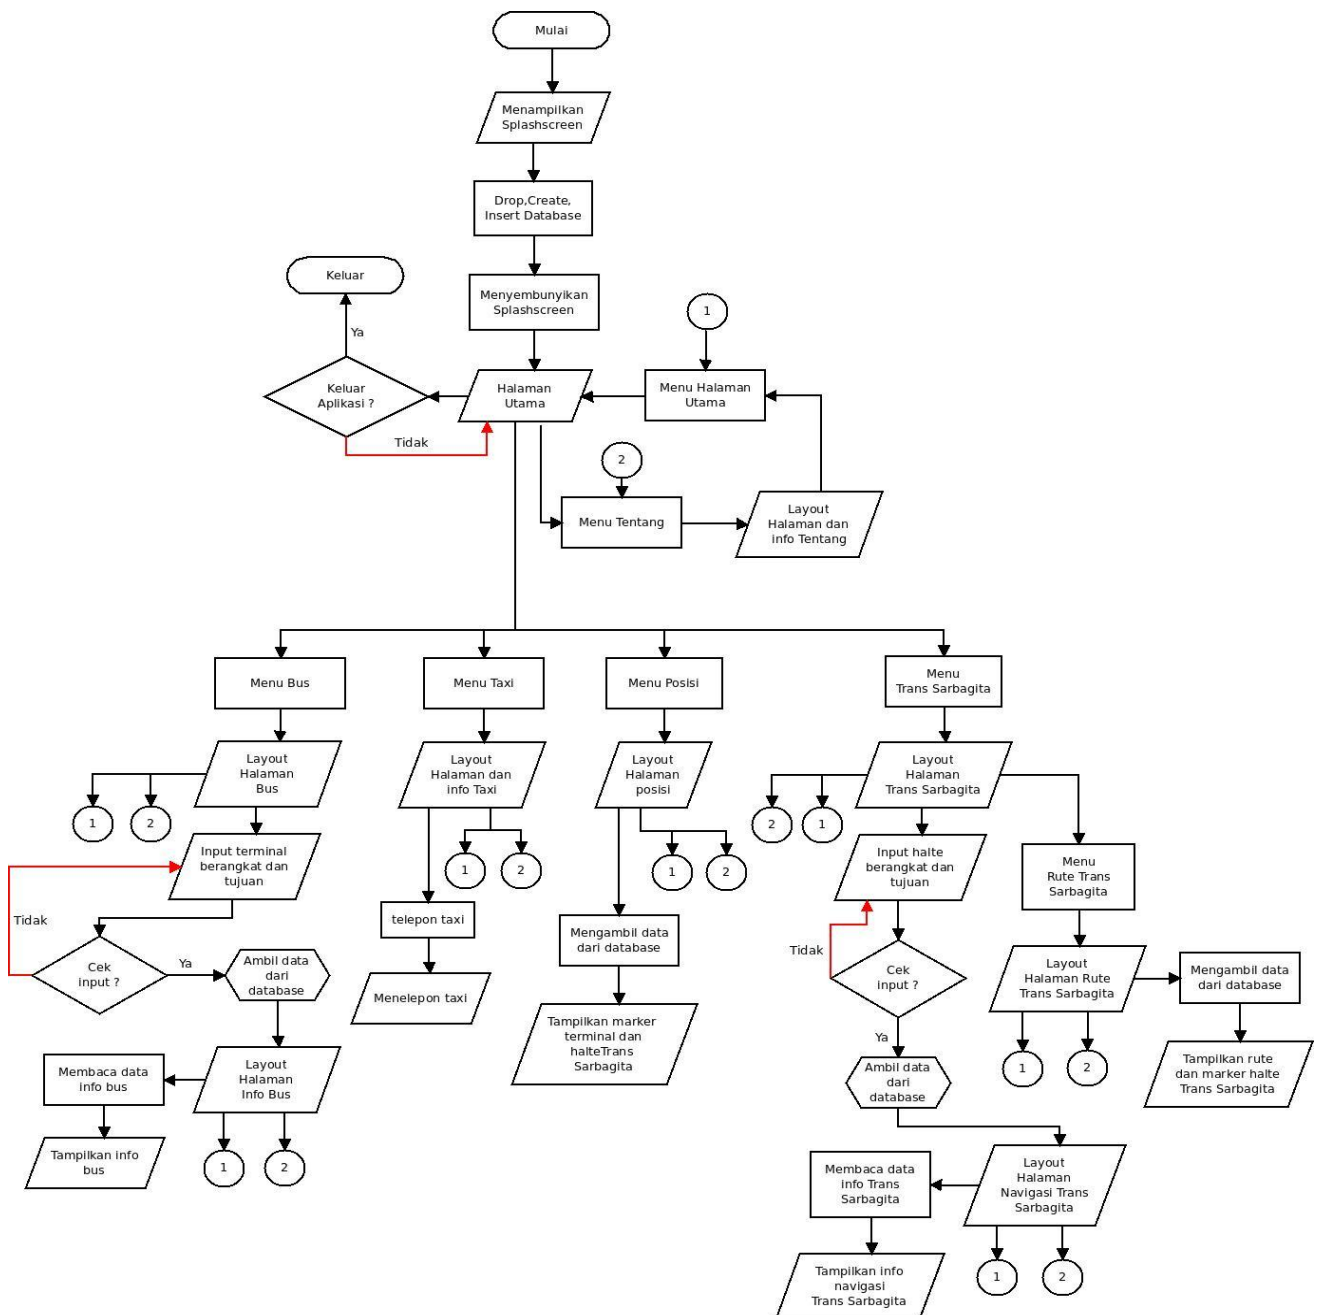 Mulai
Menampilkan
Splashscreen
Drop,Create,
Insert Database
Keluar
Menyembunyikan
Splashscreen
1
Ya
Keluar
Aplikasi ?
Halaman
Utama
Menu Halaman
Utama
Tidak
2
Menu Tentang
Layout
Halaman dan
info Tentang
Menu Bus
Menu Taxi
Menu Posisi
Menu
Trans Sarbagita
Layout
Halaman
Bus
Layout
Halaman dan
info Taxi
Layout
Halaman
posisi
Layout
Halaman
Trans Sarbagita
1
2
2
1
Input terminal
berangkat dan
tujuan
1
2
1
2
Input halte
berangkat dan
tujuan
Menu
Rute Trans
Sarbagita
Tidak
telepon taxi
Mengambil data
dari database
Tidak
Cek
input ?
Ya
Ambil data
dari
database
Menelepon taxi
Cek
input ?
Layout
Halaman Rute
Trans Sarbagita
Mengambil data
dari database
Tampilkan marker
terminal dan
halteTrans
Sarbagita
Ya
Membaca data
info bus
Layout
Halaman
Info Bus
Ambil data
dari
database
1
2
Tampilkan rute
dan marker halte
Trans Sarbagita
Tampilkan info
bus
1
2
Membaca data
info Trans
Sarbagita
Layout
Halaman
Navigasi Trans
Sarbagita
Tampilkan info
navigasi
Trans Sarbagita
1
2